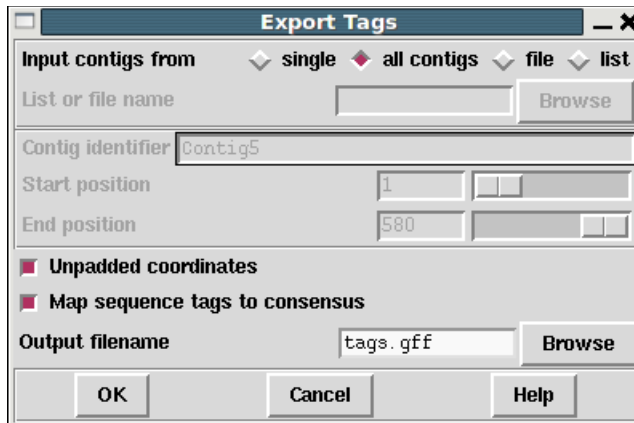 Export Tags
Input contigs from single all contigs file list
List or file name Browse
Contig identifier Contig5
Start position 1
End position 580
Unpadded coordinates
Map sequence tags to consensus
Output filename tags.gff Browse
OK Cancel Help